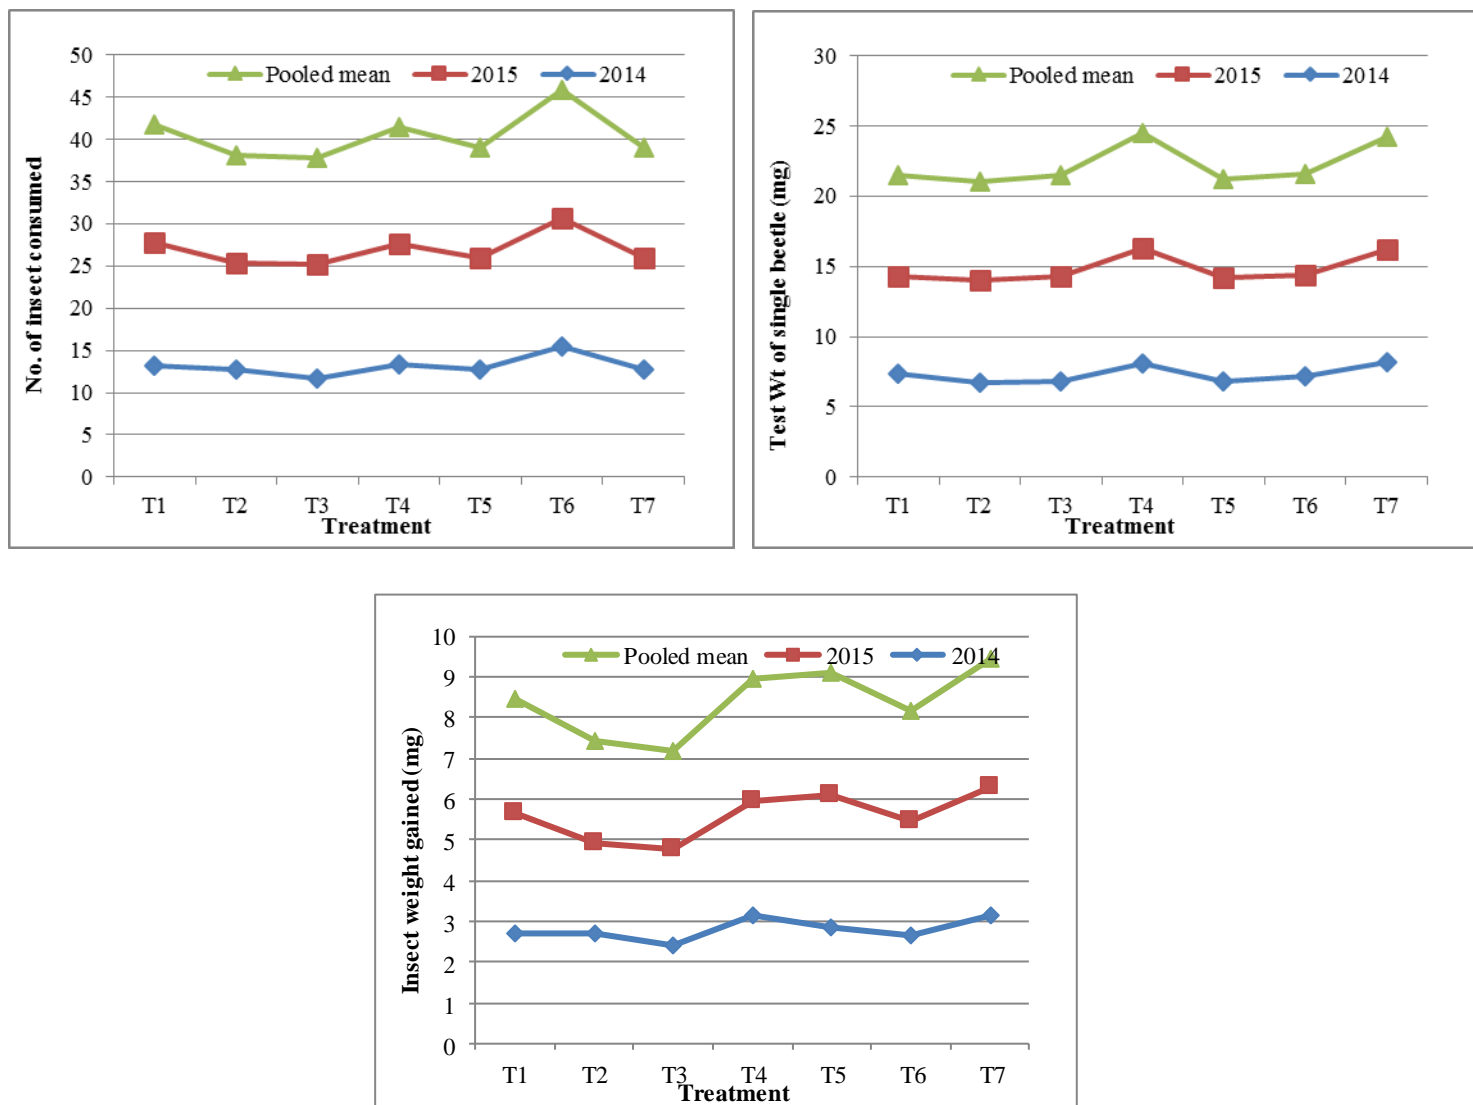 No. of insect consumed
50
45
40
35
30
25
20
15
10
5
0
Pooled mean 2015 2014
T1 T2 T3 T4 T5 T6 T7
Treatment
Test Wt of single beetle (mg)
30
25
20
15
10
5
0
Pooled mean 2015 2014
T1 T2 T3 T4 T5 T6 T7
Treatment
Insect weight gained (mg)
10
9
8
7
6
5
4
3
2
1
0
Pooled mean 2015 2014
T1 T2 T3 T4 T5 T6 T7
Treatment